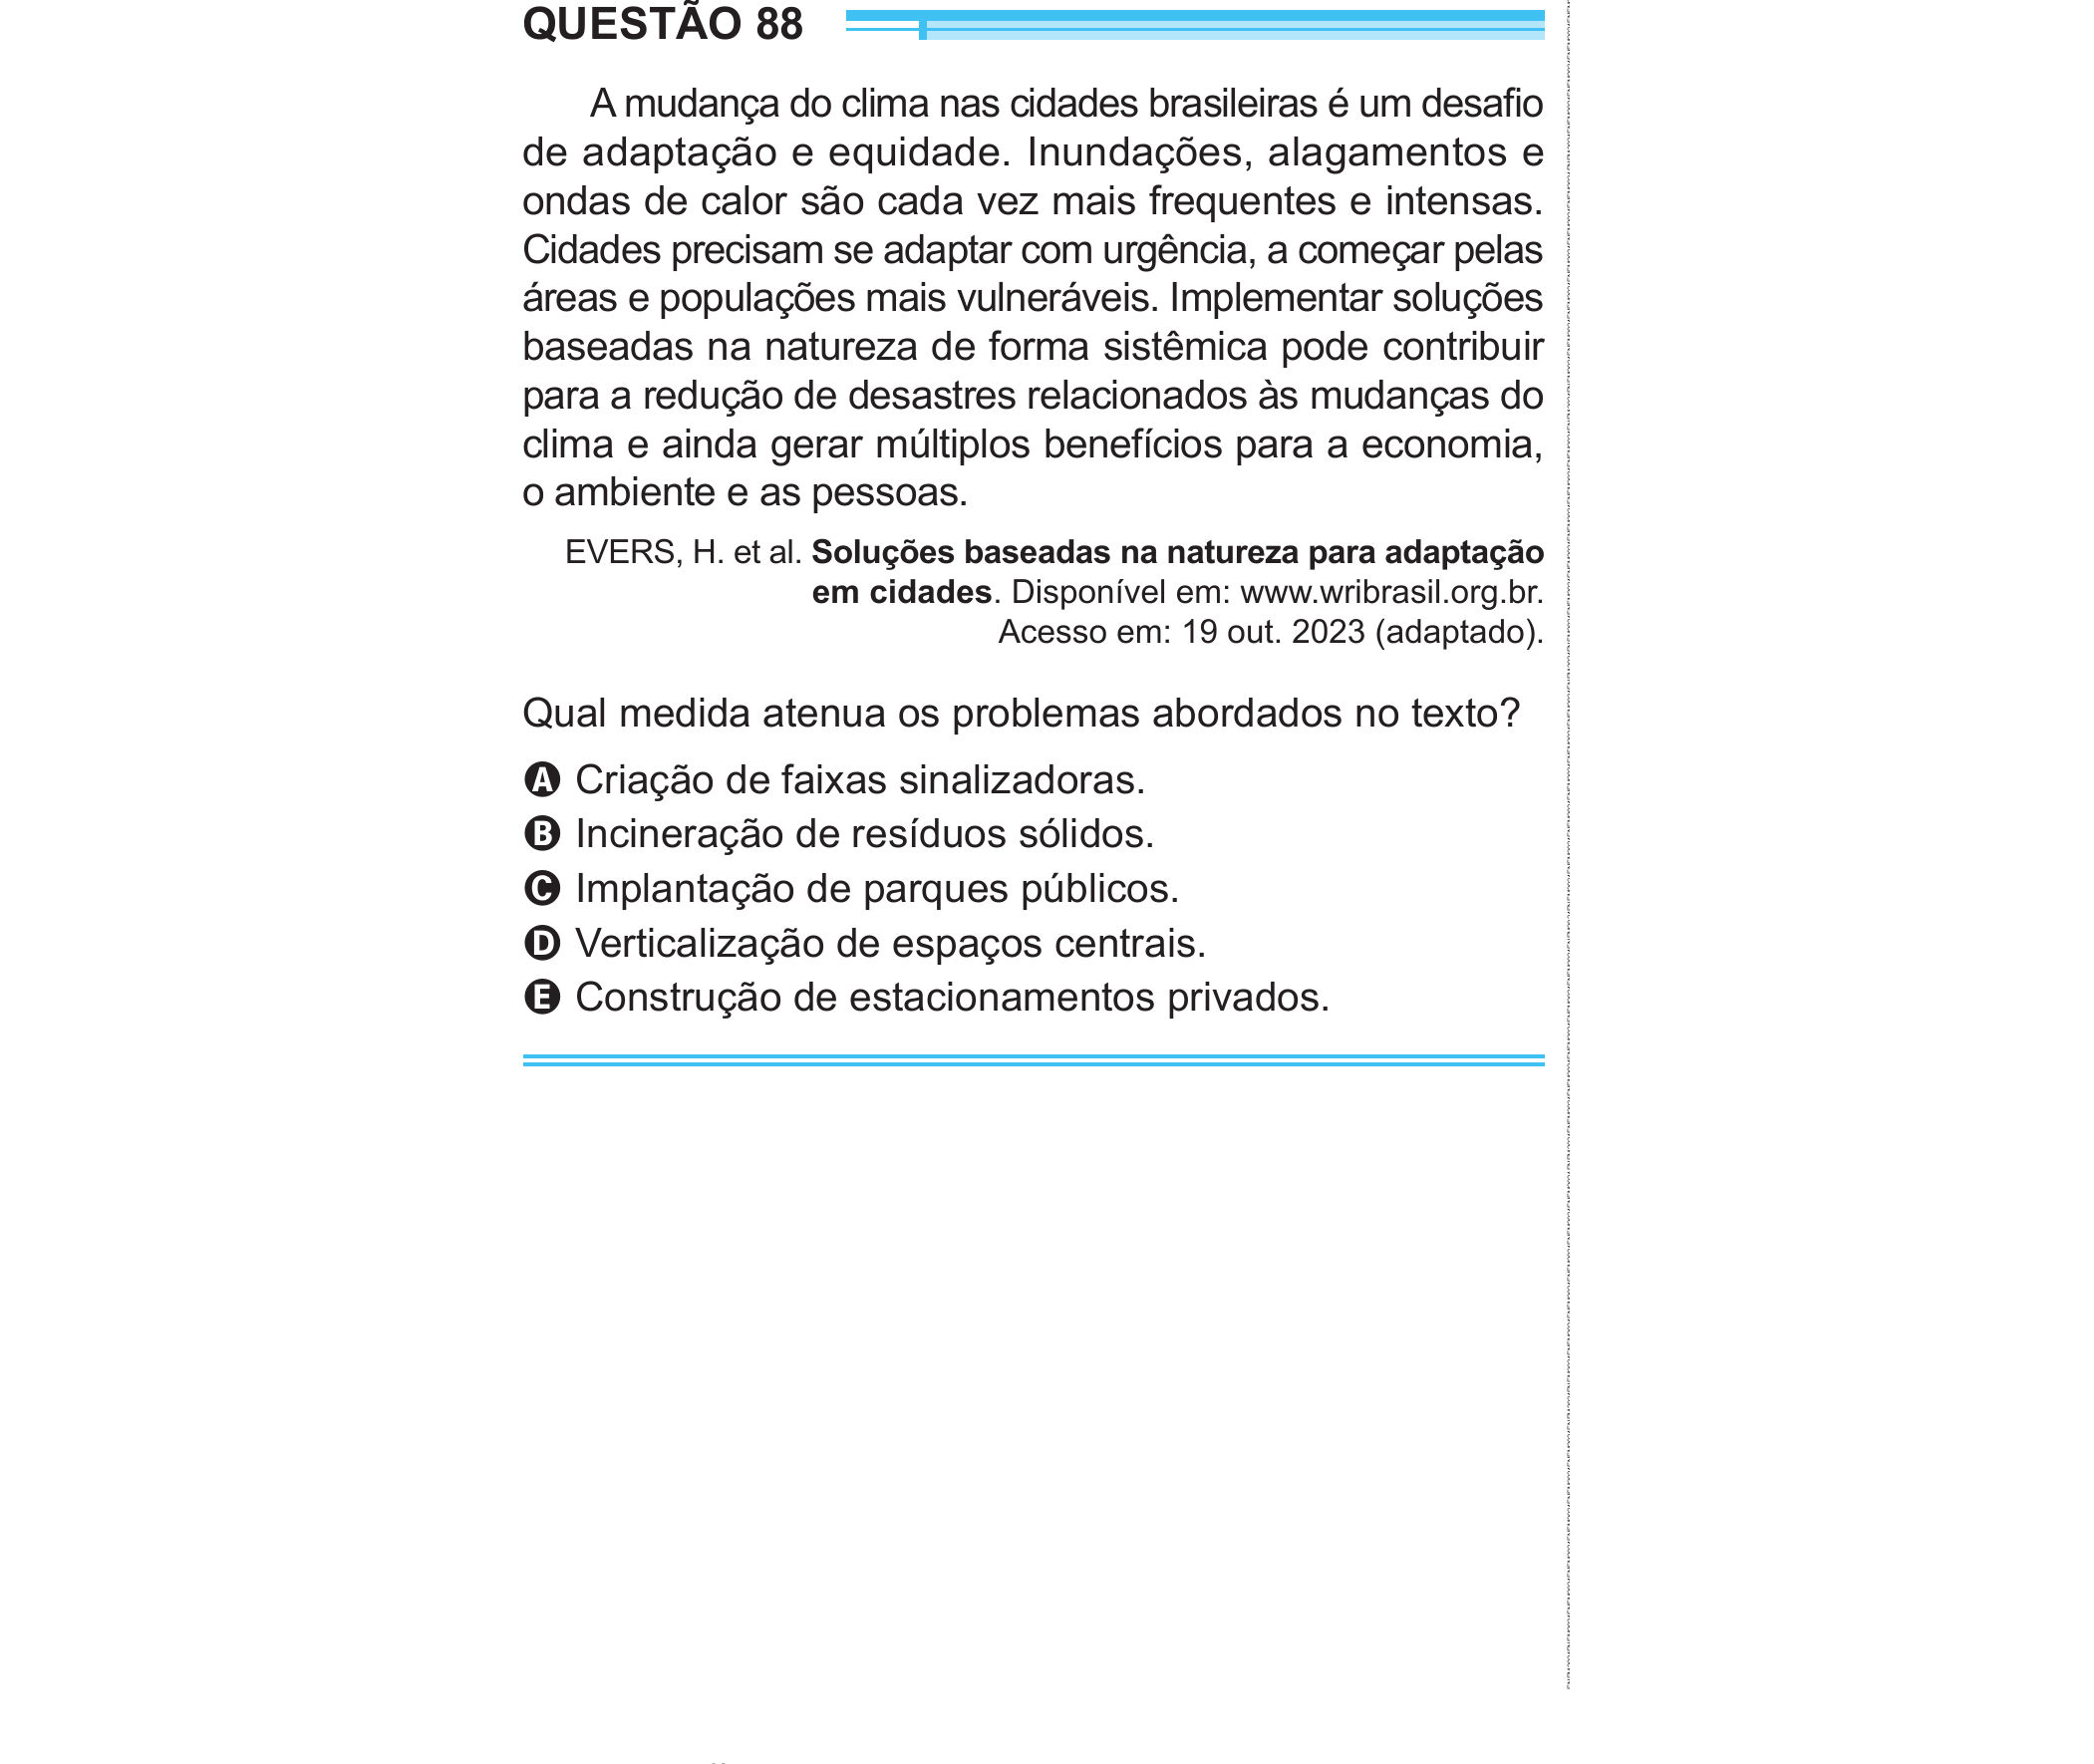 QUESTÃO 88
A mudança do clima nas cidades brasileiras é um desafio
de adaptação e equidade. Inundações, alagamentos e
ondas de calor são cada vez mais frequentes e intensas.
Cidades precisam se adaptar com urgência, a começar pelas
áreas e populações mais vulneráveis. Implementar soluções
baseadas na natureza de forma sistêmica pode contribuir
para a redução de desastres relacionados às mudanças do
clima e ainda gerar múltiplos benefícios para a economia,
o ambiente e as pessoas.
EVERS, H. et al. Soluções baseadas na natureza para adaptação
em cidades. Disponível em: www.wribrasil.org.br.
Acesso em: 19 out. 2023 (adaptado).
Qual medida atenua os problemas abordados no texto?
A Criação de faixas sinalizadoras.
B Incineração de resíduos sólidos.
C Implantação de parques públicos.
D Verticalização de espaços centrais.
E Construção de estacionamentos privados.